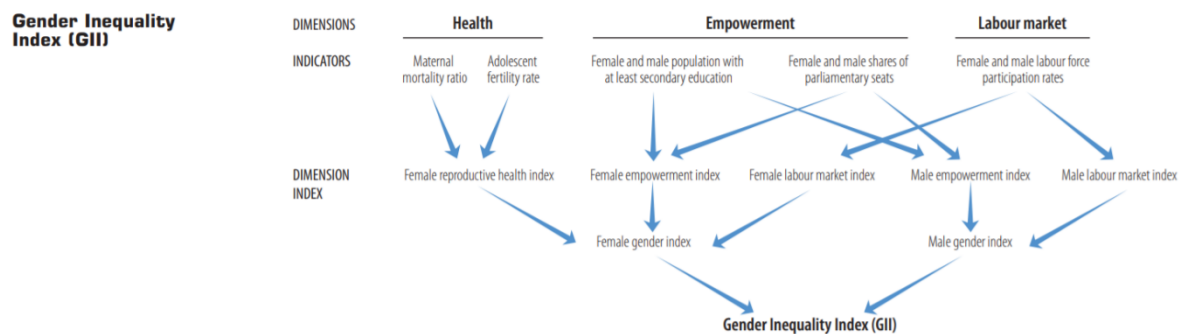 Gender Inequality
Index (GII)
DIMENSIONS
Health
Empowerment
Labour market
INDICATORS
Maternal
mortality ratio
Adolescent
fertility rate
Female and male population with
at least secondary education
Female and male shares of
parliamentary seats
Female and male labour force
participation rates
DIMENSION
INDEX
Female reproductive health index
Female empowerment index
Female labour market index
Male empowerment index
Male labour market index
Female gender index
Male gender index
Gender Inequality Index (GII)